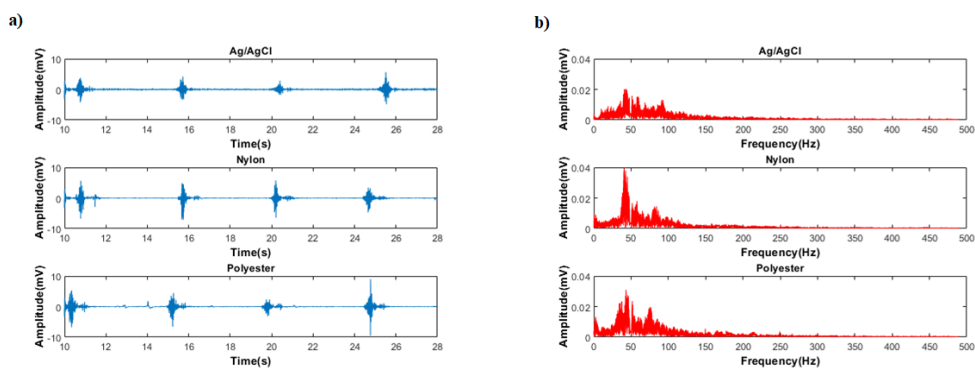 a)
Ag/AgCl
Amplitude(mV)
10
0
-10
10 12 14 16 18 20 22 24 26 28
Time(s)
Nylon
Amplitude(mV)
10
0
-10
10 12 14 16 18 20 22 24 26 28
Time(s)
Polyester
Amplitude(mV)
10
0
-10
10 12 14 16 18 20 22 24 26 28
Time(s)
b)
Ag/AgCl
Amplitude(mV)
0.04
0.02
0
0 50 100 150 200 250 300 350 400 450 500
Frequency(Hz)
Nylon
Amplitude(mV)
0.04
0.02
0
0 50 100 150 200 250 300 350 400 450 500
Frequency(Hz)
Polyester
Amplitude(mV)
0.04
0.02
0
0 50 100 150 200 250 300 350 400 450 500
Frequency(Hz)